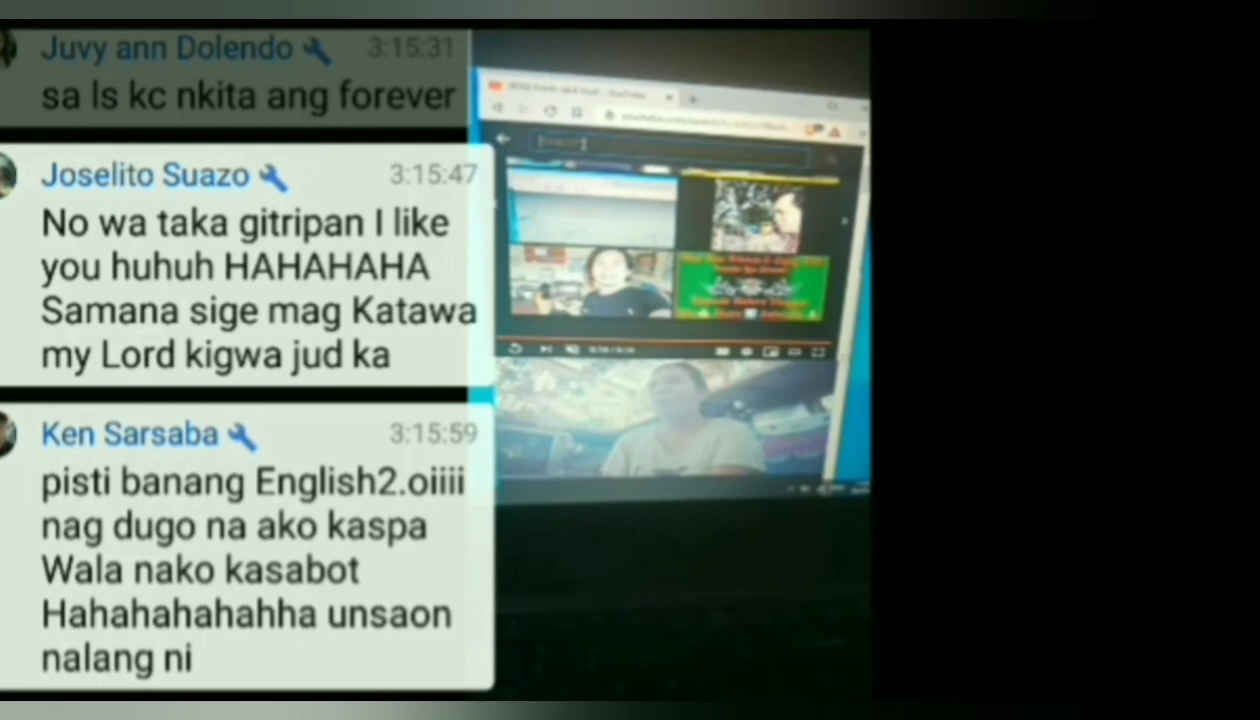 Juvy ann Dolendo 3:15:31
sa ls kc nkita ang forever
Joselito Suazo 3:15:47
No wa taka gitripan I like
you huhuh HAHAHAHA
Samana sige mag Katawa
my Lord kigwa jud ka
Ken Sarsaba 3:15:59
pisti banang English2.oiiii
nag dugo na ako kaspa
Wala nako kasabot
Hahahahahahha unsaon
nalang ni